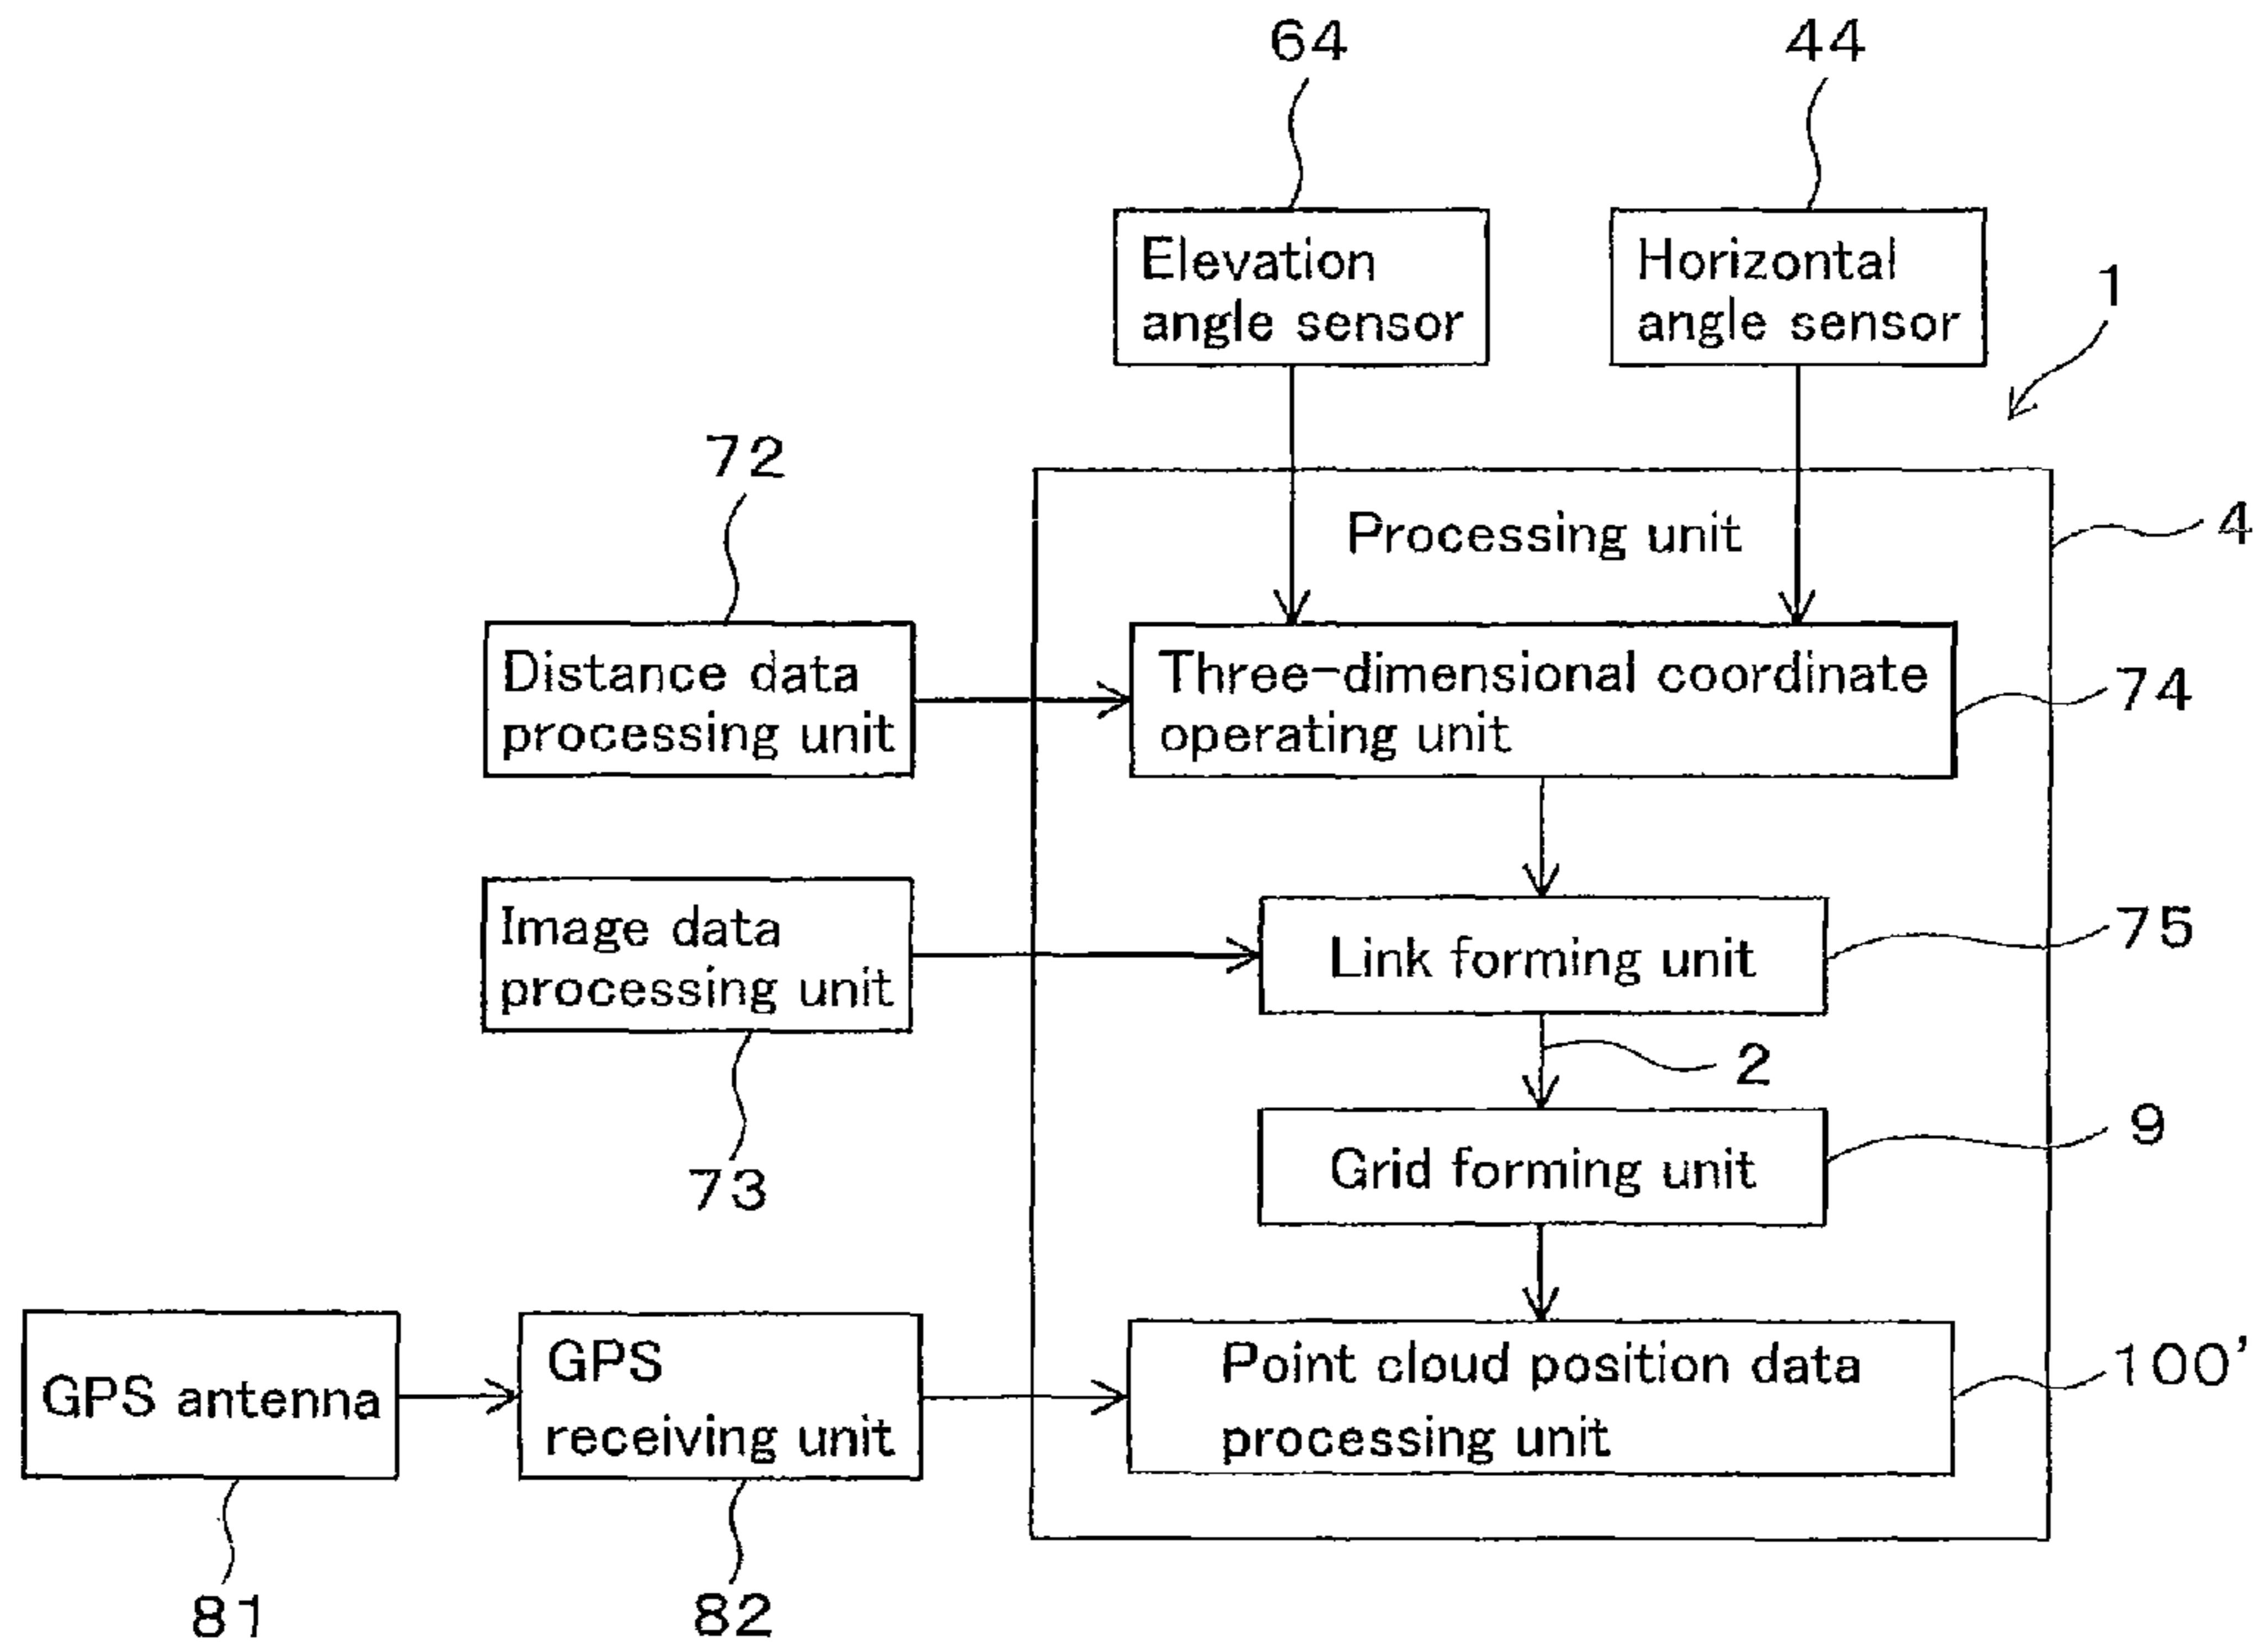 64
44
Elevation
angle sensor
Horizontal
angle sensor
1
72
Processing unit
4
Distance data
processing unit
Three-dimensional coordinate
operating unit
74
Image data
processing unit
Link forming unit
75
2
73
Grid forming unit
9
GPS antenna
GPS
receiving unit
Point cloud position data
processing unit
100'
81
82